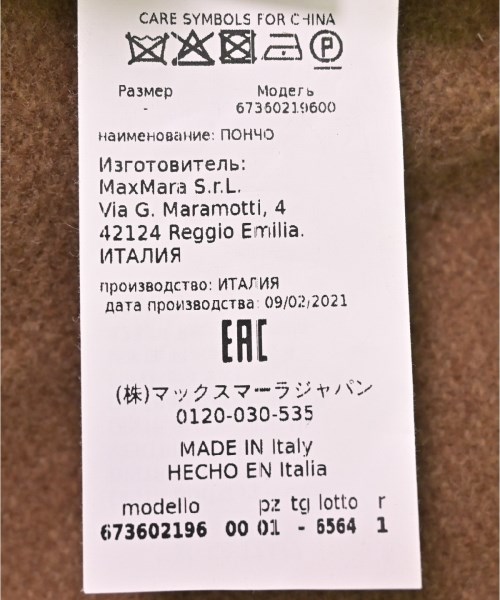 CARE SYMBOLS FOR CHINA
P
Размер Модель
- 67360219600
наименование: ПОНЧО
Изготовитель:
MaxMara S.r.L.
Via G. Maramotti, 4
42124 Reggio Emilia.
ИТАЛИЯ
производство: ИТАЛИЯ
дата производства: 09/02/2021
EAC
(株)マックスマーラジャパン
0120-030-535
MADE IN Italy
HECHO EN Italia
modello pz tg lotto r
673602196 00 01 - 6564 1